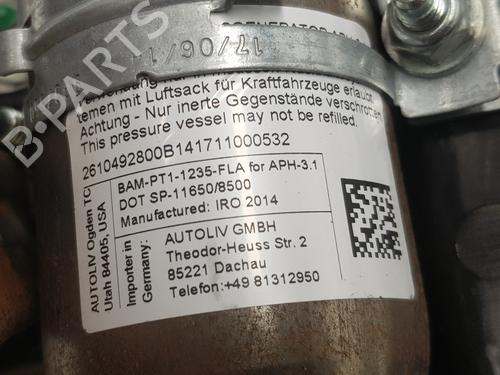 17/06/1
temen mit Luftsack für Kraftfahrzeuge erlaubt.
Achtung - Nur inerte Gegenstände verschrotten
This pressure vessel may not be refilled.
2610492800B141711000532
BAM-PT1-1235-FLA for APH-3.1
DOT SP-11650/8500
Manufactured: IRO 2014
AUTOLIV Ogden TC
Utah 84405, USA
Importer in
Germany:
AUTOLIV GMBH
Theodor-Heuss Str. 2
85221 Dachau
Telefon:+49 81312950
B-PARTS